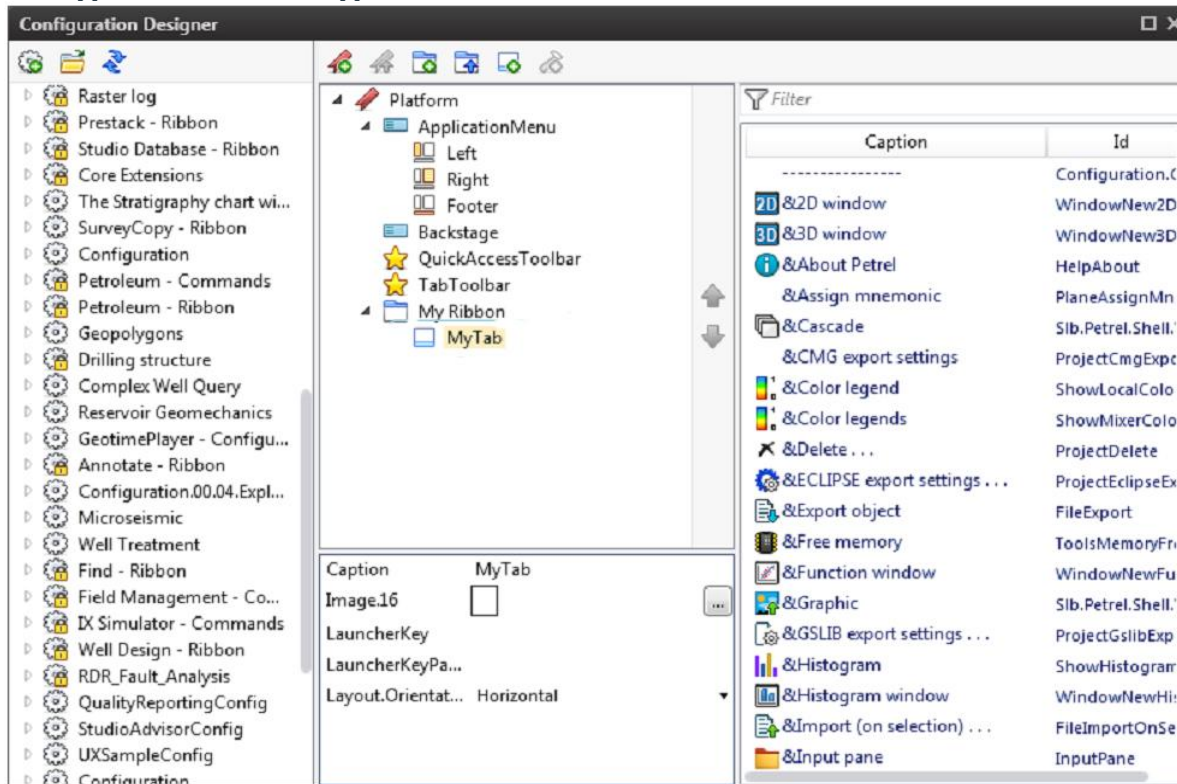 Configuration Designer
Raster log
Prestack - Ribbon
Studio Database - Ribbon
Core Extensions
The Stratigraphy chart wi...
SurveyCopy - Ribbon
Configuration
Petroleum - Commands
Petroleum - Ribbon
Geopolygons
Drilling structure
Complex Well Query
Reservoir Geomechanics
GeotimePlayer - Configu...
Annotate - Ribbon
Configuration.00.04.Expl...
Microseismic
Well Treatment
Find - Ribbon
Field Management - Co...
IX Simulator - Commands
Well Design - Ribbon
RDR_Fault_Analysis
QualityReportingConfig
StudioAdvisorConfig
UXSampleConfig
Configuration
Platform
ApplicationMenu
Left
Right
Footer
Backstage
QuickAccessToolbar
TabToolbar
My Ribbon
MyTab
Caption MyTab
Image.16 ...
LauncherKey
LauncherKeyPa...
Layout.Orientat... Horizontal
Filter
Caption Id
---------------- Configuration.
2D &2D window WindowNew2D
3D &3D window WindowNew3D
&About Petrel HelpAbout
&Assign mnemonic PlaneAssignMn
&Cascade Slb.Petrel.Shell.
&CMG export settings ProjectCmgExpo
&Color legend ShowLocalColo
&Color legends ShowMixerColo
&Delete ... ProjectDelete
&ECLIPSE export settings ... ProjectEclipseEx
&Export object FileExport
&Free memory ToolsMemoryFr
&Function window WindowNewFu
&Graphic Slb.Petrel.Shell.
&GSLIB export settings ... ProjectGslibExp
&Histogram ShowHistogram
&Histogram window WindowNewHi
&Import (on selection) ... FileImportOnSe
&Input pane InputPane